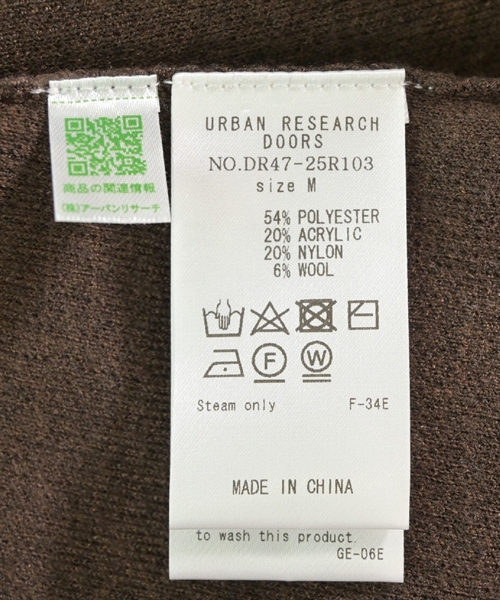 商品の関連情報
(株)アーバンリサーチ
URBAN RESEARCH
DOORS
NO.DR47-25R103
size M
54% POLYESTER
20% ACRYLIC
20% NYLON
6% WOOL
F W
Steam only F-34E
MADE IN CHINA
to wash this product.
GE-06E